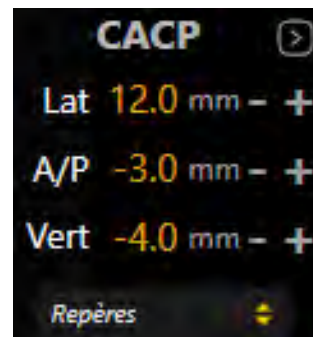 CACP
Lat 12.0 mm - +
A/P -3.0 mm - +
Vert -4.0 mm - +
Repères